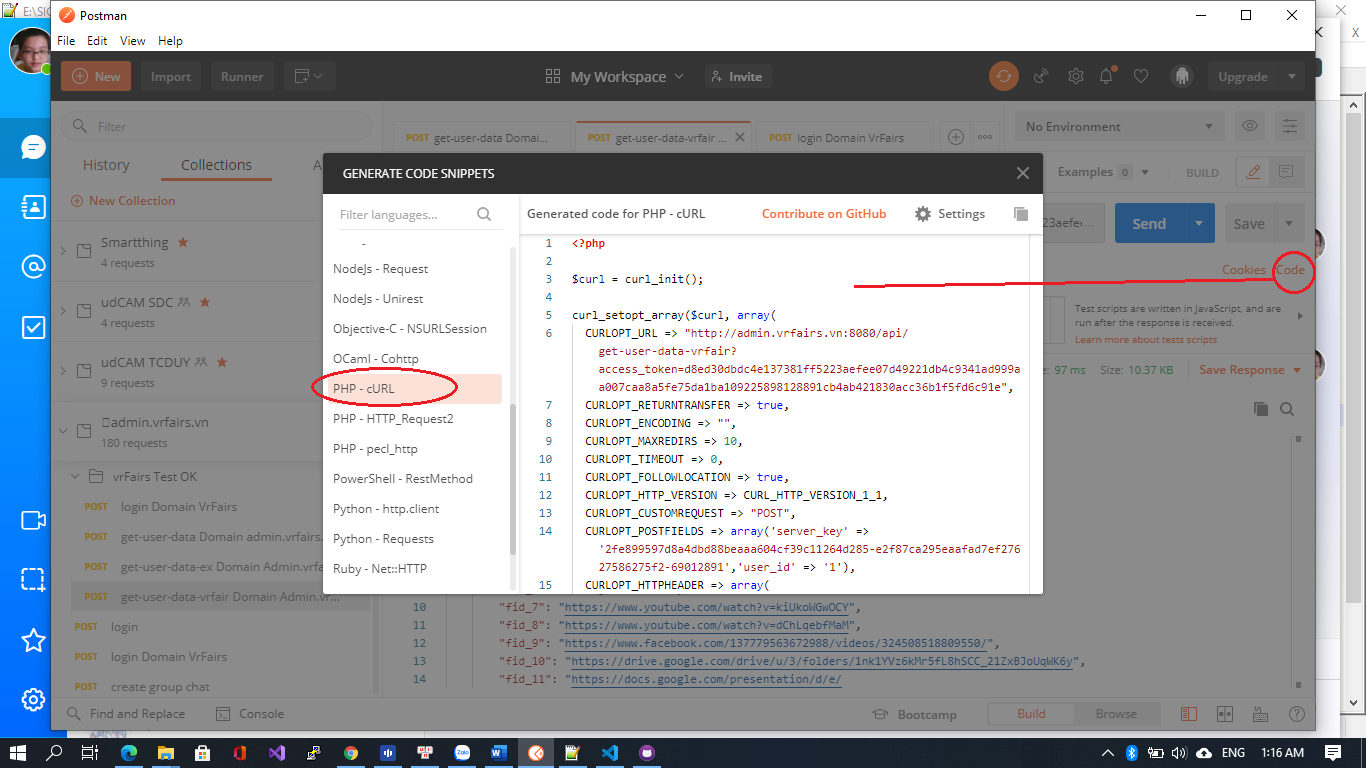 E:\SIG
Postman
File Edit View Help
New Import Runner My Workspace Invite Upgrade
Filter
History Collections A
New Collection
Smartthing
4 requests
udCAM SDC
4 requests
udCAM TCDUY
9 requests
admin.vrfairs.vn
180 requests
vrFairs Test OK
POST login Domain VrFairs
POST get-user-data Domain admin.vrfairs.
POST get-user-data-ex Domain Admin.vrfa
POST get-user-data-vrfair Domain Admin.vr...
POST login
POST login Domain VrFairs
POST create group chat
POST get-user-data Domai...
POST get-user-data-vrfair ...
POST login Domain VrFairs
No Environment
Examples 0 BUILD
23aefee... Send Save
Cookies Code
Test scripts are written in JavaScript, and are
run after the response is received.
Learn more about tests scripts
e: 97 ms Size: 10.37 KB Save Response
GENERATE CODE SNIPPETS
Filter languages...
-
NodeJs - Request
NodeJs - Unirest
Objective-C - NSURLSession
OCaml - Cohttp
PHP - cURL
PHP - HTTP_Request2
PHP - pecl_http
PowerShell - RestMethod
Python - http.client
Python - Requests
Ruby - Net::HTTP
Generated code for PHP - cURL Contribute on GitHub Settings
1 <?php
2
3 $curl = curl_init();
4
5 curl_setopt_array($curl, array(
6 CURLOPT_URL => "http://admin.vrfairs.vn:8080/api/
get-user-data-vrfair?
access_token=d8ed30dbdc4e137381ff5223aefee07d49221db4c9341ad999a
a007caa8a5fe75da1ba109225898128891cb4ab421830acc36b1f5fd6c91e",
7 CURLOPT_RETURNTRANSFER => true,
8 CURLOPT_ENCODING => "",
9 CURLOPT_MAXREDIRS => 10,
10 CURLOPT_TIMEOUT => 0,
11 CURLOPT_FOLLOWLOCATION => true,
12 CURLOPT_HTTP_VERSION => CURL_HTTP_VERSION_1_1,
13 CURLOPT_CUSTOMREQUEST => "POST",
14 CURLOPT_POSTFIELDS => array('server_key' =>
'2fe899597d8a4dbd88beaaa604cf39c11264d285-e2f87ca295eaafad7ef276
27586275f2-69012891','user_id' => '1'),
15 CURLOPT_HTTPHEADER => array(
10 "fid_7": "https://www.youtube.com/watch?v=kiUkoWGwOCY",
11 "fid_8": "https://www.youtube.com/watch?v=dChLqebfMaM",
12 "fid_9": "https://www.facebook.com/137779563672988/videos/324508518809550/",
13 "fid_10": "https://drive.google.com/drive/u/3/folders/1nk1YVz6kMr5fL8hSCC_21ZxBJoUqWK6y",
14 "fid_11": "https://docs.google.com/presentation/d/e/
Find and Replace Console Bootcamp Build Browse
Zalo
ENG 1:16 AM